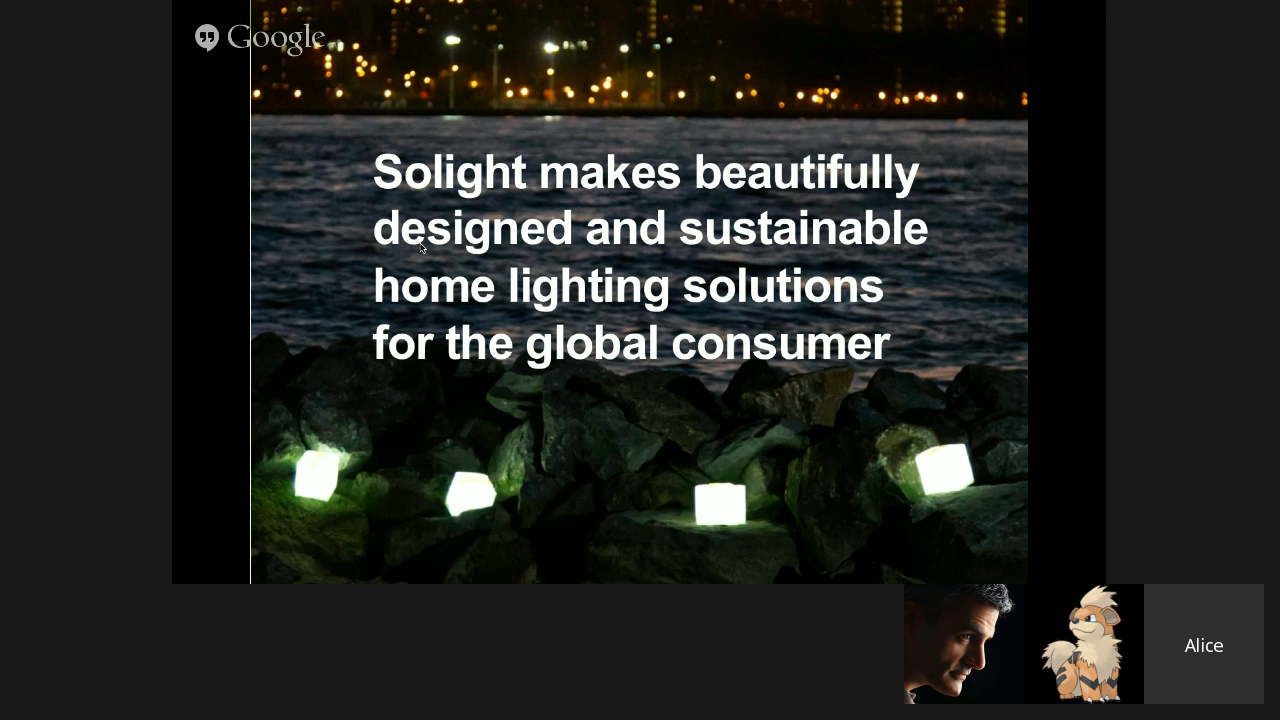 Google
Solight makes beautifully
designed and sustainable
home lighting solutions
for the global consumer
Alice